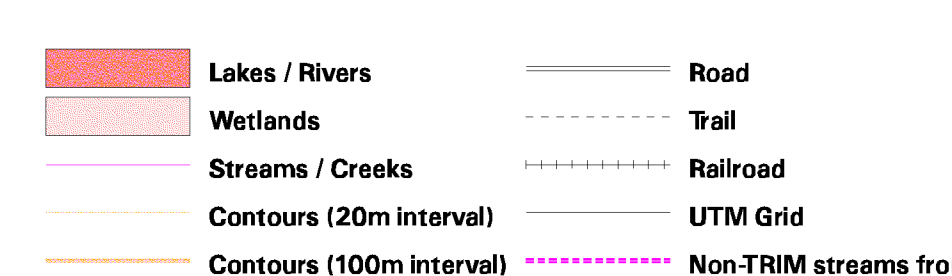 Lakes / Rivers
Wetlands
Streams / Creeks
Contours (20m interval)
Contours (100m interval)
Road
Trail
Railroad
UTM Grid
Non-TRIM streams fro